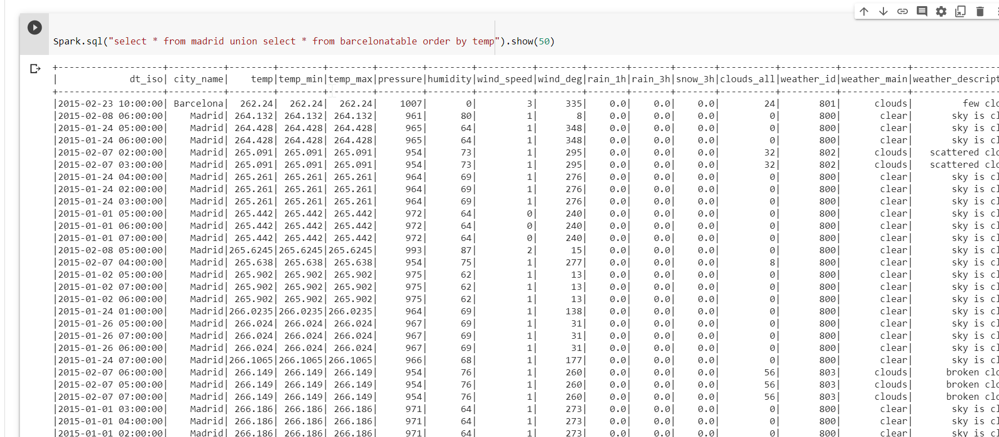 Spark.sql("select * from madrid union select * from barcelonatable order by temp").show(50)
+-------------------+----------+--------+--------+--------+--------+--------+----------+--------+-------+-------+-------+----------+----------+------------+----------------
| dt_iso| city_name| temp|temp_min|temp_max|pressure|humidity|wind_speed|wind_deg|rain_1h|rain_3h|snow_3h|clouds_all|weather_id|weather_main|weather_descript
+-------------------+----------+--------+--------+--------+--------+--------+----------+--------+-------+-------+-------+----------+----------+------------+----------------
|2015-02-23 10:00:00| Barcelona| 262.24| 262.24| 262.24| 1007| 0| 3| 335| 0.0| 0.0| 0.0| 24| 801| clouds| few clo
|2015-02-08 06:00:00| Madrid| 264.132| 264.132| 264.132| 961| 80| 1| 8| 0.0| 0.0| 0.0| 0| 800| clear| sky is cl
|2015-01-24 05:00:00| Madrid| 264.428| 264.428| 264.428| 965| 64| 1| 348| 0.0| 0.0| 0.0| 0| 800| clear| sky is cl
|2015-01-24 06:00:00| Madrid| 264.428| 264.428| 264.428| 965| 64| 1| 348| 0.0| 0.0| 0.0| 0| 800| clear| sky is cl
|2015-02-07 02:00:00| Madrid| 265.091| 265.091| 265.091| 954| 73| 1| 295| 0.0| 0.0| 0.0| 32| 802| clouds| scattered clo
|2015-02-07 03:00:00| Madrid| 265.091| 265.091| 265.091| 954| 73| 1| 295| 0.0| 0.0| 0.0| 32| 802| clouds| scattered clo
|2015-01-24 04:00:00| Madrid| 265.261| 265.261| 265.261| 964| 69| 1| 276| 0.0| 0.0| 0.0| 0| 800| clear| sky is cl
|2015-01-24 02:00:00| Madrid| 265.261| 265.261| 265.261| 964| 69| 1| 276| 0.0| 0.0| 0.0| 0| 800| clear| sky is cl
|2015-01-24 03:00:00| Madrid| 265.261| 265.261| 265.261| 964| 69| 1| 276| 0.0| 0.0| 0.0| 0| 800| clear| sky is cl
|2015-01-01 05:00:00| Madrid| 265.442| 265.442| 265.442| 972| 64| 0| 240| 0.0| 0.0| 0.0| 0| 800| clear| sky is cl
|2015-01-01 06:00:00| Madrid| 265.442| 265.442| 265.442| 972| 64| 0| 240| 0.0| 0.0| 0.0| 0| 800| clear| sky is cl
|2015-01-01 07:00:00| Madrid| 265.442| 265.442| 265.442| 972| 64| 0| 240| 0.0| 0.0| 0.0| 0| 800| clear| sky is cl
|2015-02-08 05:00:00| Madrid|265.6245|265.6245|265.6245| 993| 87| 2| 15| 0.0| 0.0| 0.0| 0| 800| clear| sky is cl
|2015-02-07 04:00:00| Madrid| 265.638| 265.638| 265.638| 954| 75| 1| 277| 0.0| 0.0| 0.0| 8| 800| clear| sky is cl
|2015-01-02 05:00:00| Madrid| 265.902| 265.902| 265.902| 975| 62| 1| 13| 0.0| 0.0| 0.0| 0| 800| clear| sky is cl
|2015-01-02 07:00:00| Madrid| 265.902| 265.902| 265.902| 975| 62| 1| 13| 0.0| 0.0| 0.0| 0| 800| clear| sky is cl
|2015-01-02 06:00:00| Madrid| 265.902| 265.902| 265.902| 975| 62| 1| 13| 0.0| 0.0| 0.0| 0| 800| clear| sky is cl
|2015-01-24 01:00:00| Madrid|266.0235|266.0235|266.0235| 964| 69| 1| 138| 0.0| 0.0| 0.0| 0| 800| clear| sky is cl
|2015-01-26 05:00:00| Madrid| 266.024| 266.024| 266.024| 967| 69| 1| 31| 0.0| 0.0| 0.0| 0| 800| clear| sky is cl
|2015-01-26 07:00:00| Madrid| 266.024| 266.024| 266.024| 967| 69| 1| 31| 0.0| 0.0| 0.0| 0| 800| clear| sky is cl
|2015-01-26 06:00:00| Madrid| 266.024| 266.024| 266.024| 967| 69| 1| 31| 0.0| 0.0| 0.0| 0| 800| clear| sky is cl
|2015-01-24 07:00:00| Madrid|266.1065|266.1065|266.1065| 966| 68| 1| 177| 0.0| 0.0| 0.0| 0| 800| clear| sky is cl
|2015-02-07 06:00:00| Madrid| 266.149| 266.149| 266.149| 954| 76| 1| 260| 0.0| 0.0| 0.0| 56| 803| clouds| broken clo
|2015-02-07 05:00:00| Madrid| 266.149| 266.149| 266.149| 954| 76| 1| 260| 0.0| 0.0| 0.0| 56| 803| clouds| broken clo
|2015-02-07 07:00:00| Madrid| 266.149| 266.149| 266.149| 954| 76| 1| 260| 0.0| 0.0| 0.0| 56| 803| clouds| broken clo
|2015-01-01 03:00:00| Madrid| 266.186| 266.186| 266.186| 971| 64| 1| 273| 0.0| 0.0| 0.0| 0| 800| clear| sky is cl
|2015-01-01 04:00:00| Madrid| 266.186| 266.186| 266.186| 971| 64| 1| 273| 0.0| 0.0| 0.0| 0| 800| clear| sky is cl
|2015-01-01 02:00:00| Madrid| 266.186| 266.186| 266.186| 971| 64| 1| 273| 0.0| 0.0| 0.0| 0| 800| clear| sky is cl